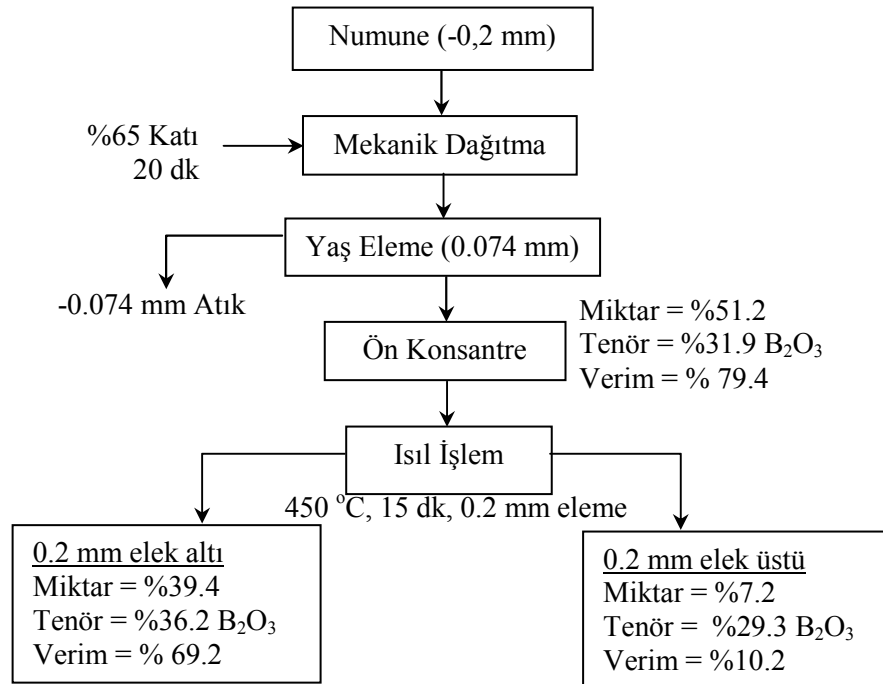 Numune (-0,2 mm)
%65 Katı
20 dk
Mekanik Dağıtma
Yaş Eleme (0.074 mm)
-0.074 mm Atık
Ön Konsantre
Miktar = %51.2
Tenör = %31.9 B₂O₃
Verim = % 79.4
Isıl İşlem
450 °C, 15 dk, 0.2 mm eleme
0.2 mm elek altı
Miktar = %39.4
Tenör = %36.2 B₂O₃
Verim = % 69.2
0.2 mm elek üstü
Miktar = %7.2
Tenör = %29.3 B₂O₃
Verim = %10.2